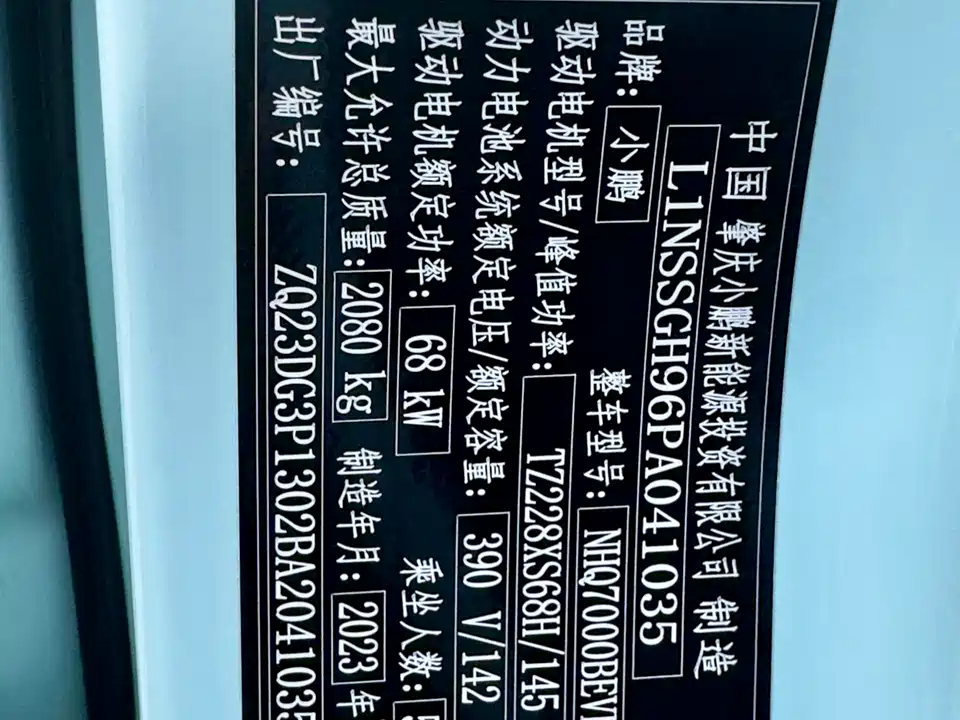 中国 肇庆小鹏新能源投资有限公司 制造
L1NSSGH96PA041035
品牌: 小鹏 整车型号: NHQ7000BEV
驱动电机型号/峰值功率: TZ228XS68H/145
动力电池系统额定电压/额定容量: 390 V/142
驱动电机额定功率: 68 kW 乘坐人数: 5
最大允许总质量: 2080 kg 制造年月: 2023 年
出厂编号: ZQ23DG3P1302BA2041035